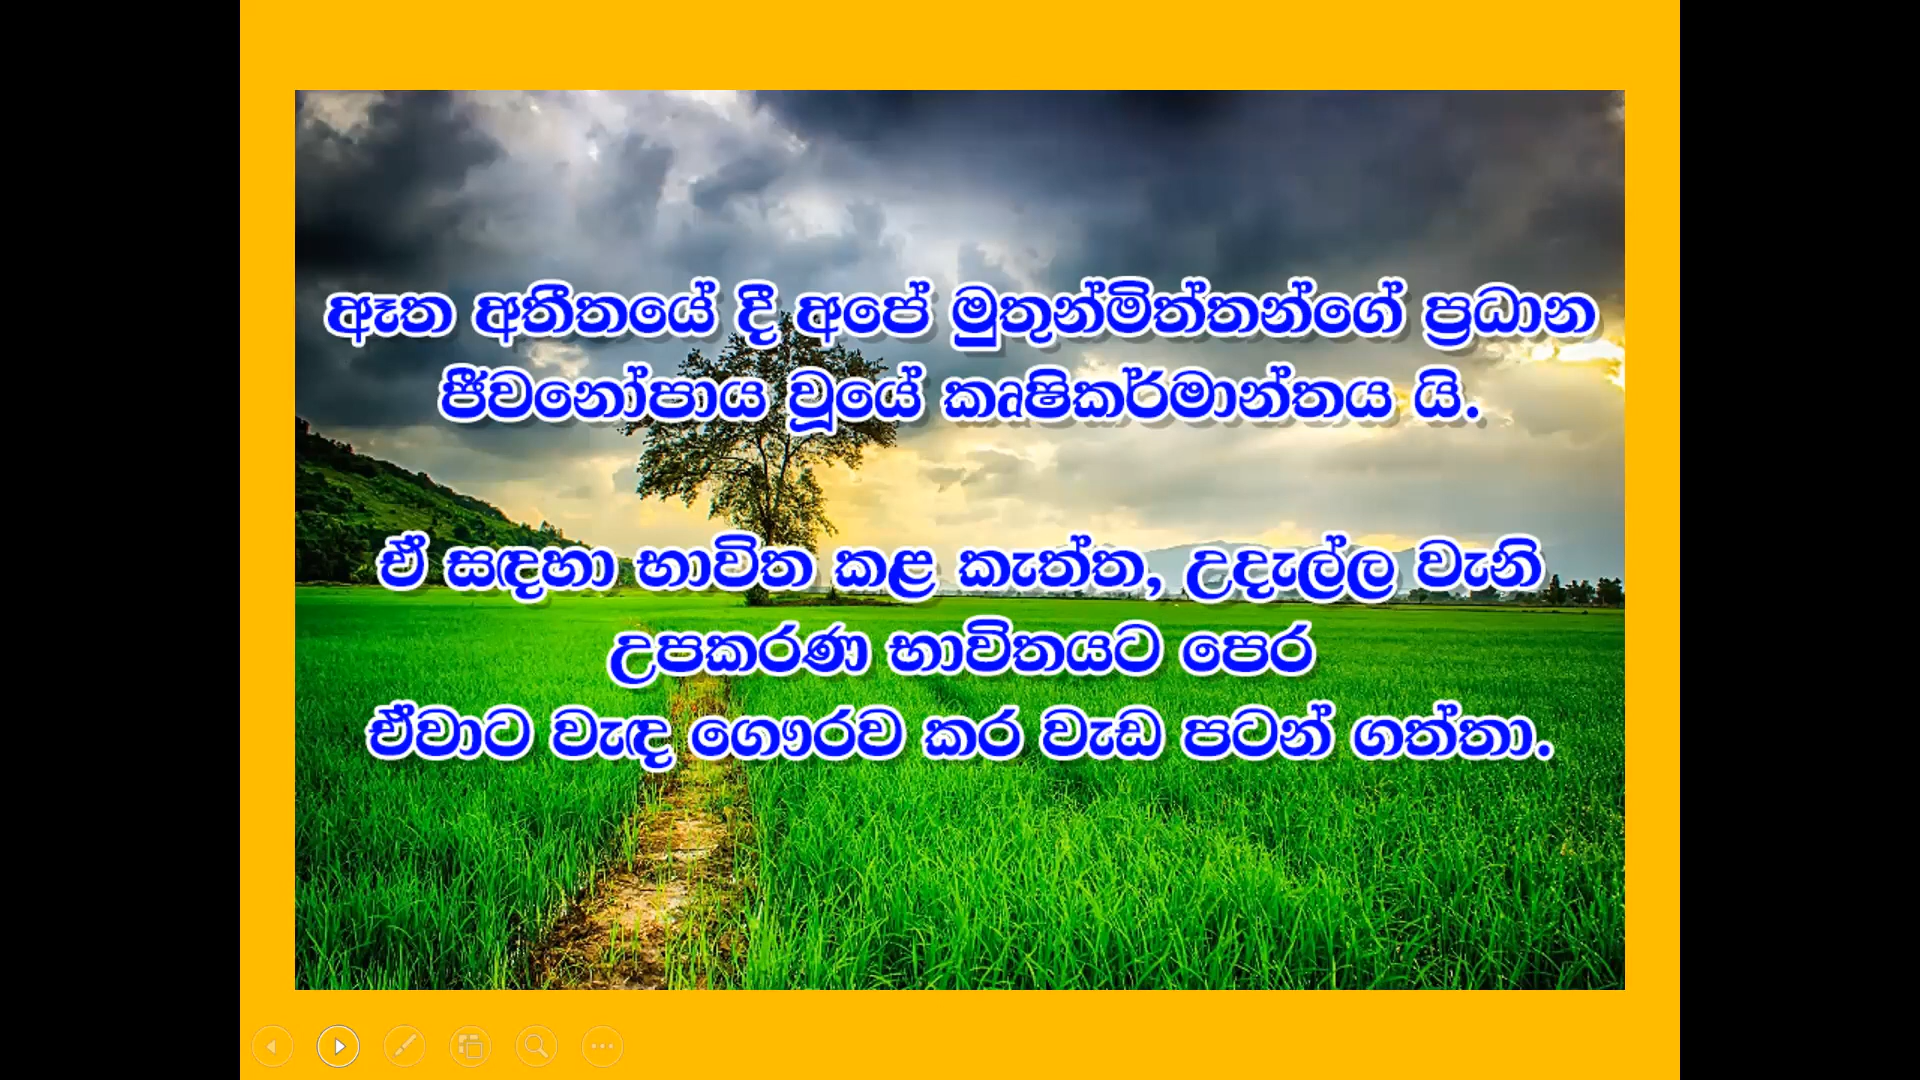 ඈත අතීතයේ දී අපේ මුතුන්මිත්තන්ගේ ප්‍රධාන
ජීවනෝපාය වූයේ කෘෂිකර්මාන්තය යි.
ඒ සඳහා භාවිත කළ කැත්ත, උදැල්ල වැනි
උපකරණ භාවිතයට පෙර
ඒවාට වැඳ ගෞරව කර වැඩ පටන් ගත්තා.